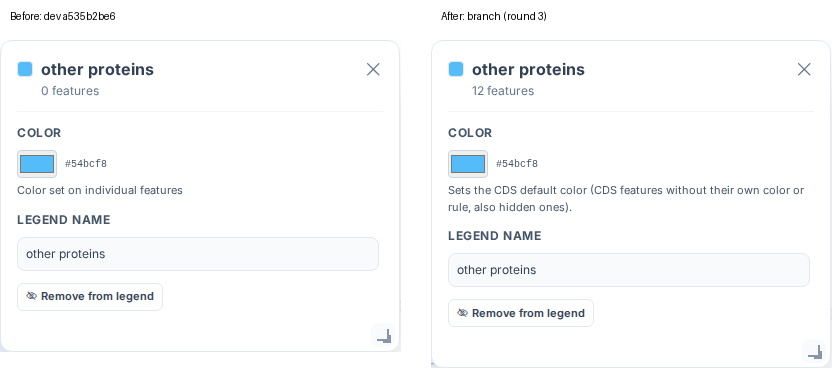 Before: dev a535b2be6
other proteins
0 features
COLOR
#54bcf8
Color set on individual features
LEGEND NAME
other proteins
Remove from legend
After: branch (round 3)
other proteins
12 features
COLOR
#54bcf8
Sets the CDS default color (CDS features without their own color or
rule, also hidden ones).
LEGEND NAME
other proteins
Remove from legend